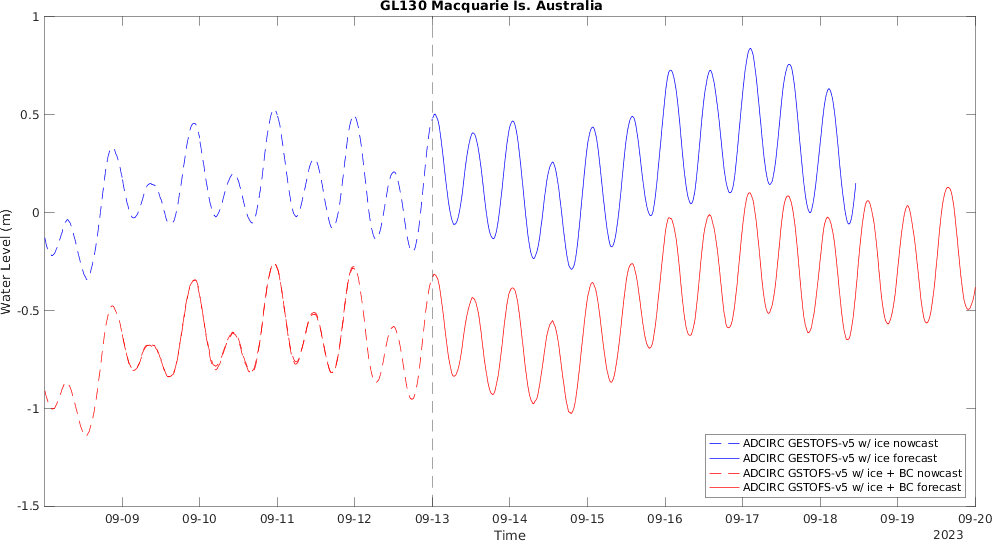 GL130 Macquarie Is. Australia
1
0.5
0
-0.5
-1
-1.5
Water Level (m)
09-09 09-10 09-11 09-12 09-13 09-14 09-15 09-16 09-17 09-18 09-19 09-20
Time
2023
ADCIRC GESTOFS-v5 w/ ice nowcast
ADCIRC GESTOFS-v5 w/ ice forecast
ADCIRC GSTOFS-v5 w/ ice + BC nowcast
ADCIRC GSTOFS-v5 w/ ice + BC forecast